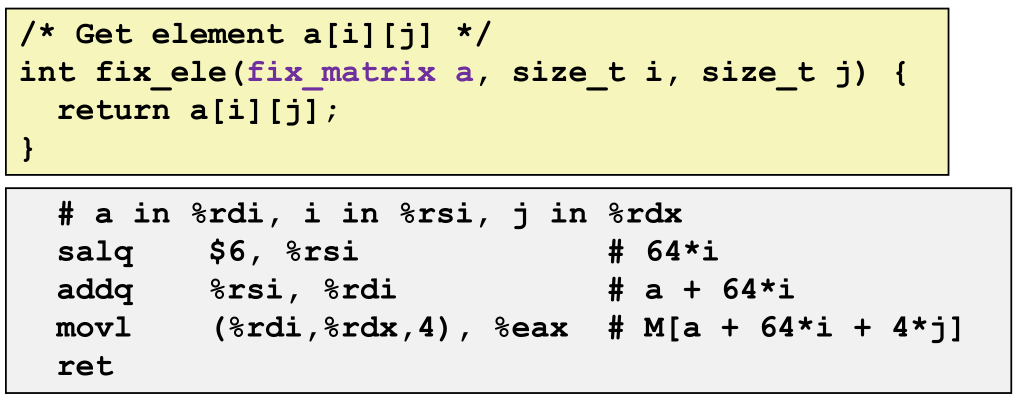 /* Get element a[i][j] */
int fix_ele(fix_matrix a, size_t i, size_t j) {
  return a[i][j];
}
# a in %rdi, i in %rsi, j in %rdx
salq    $6, %rsi             # 64*i
addq    %rsi, %rdi           # a + 64*i
movl    (%rdi,%rdx,4), %eax  # M[a + 64*i + 4*j]
ret